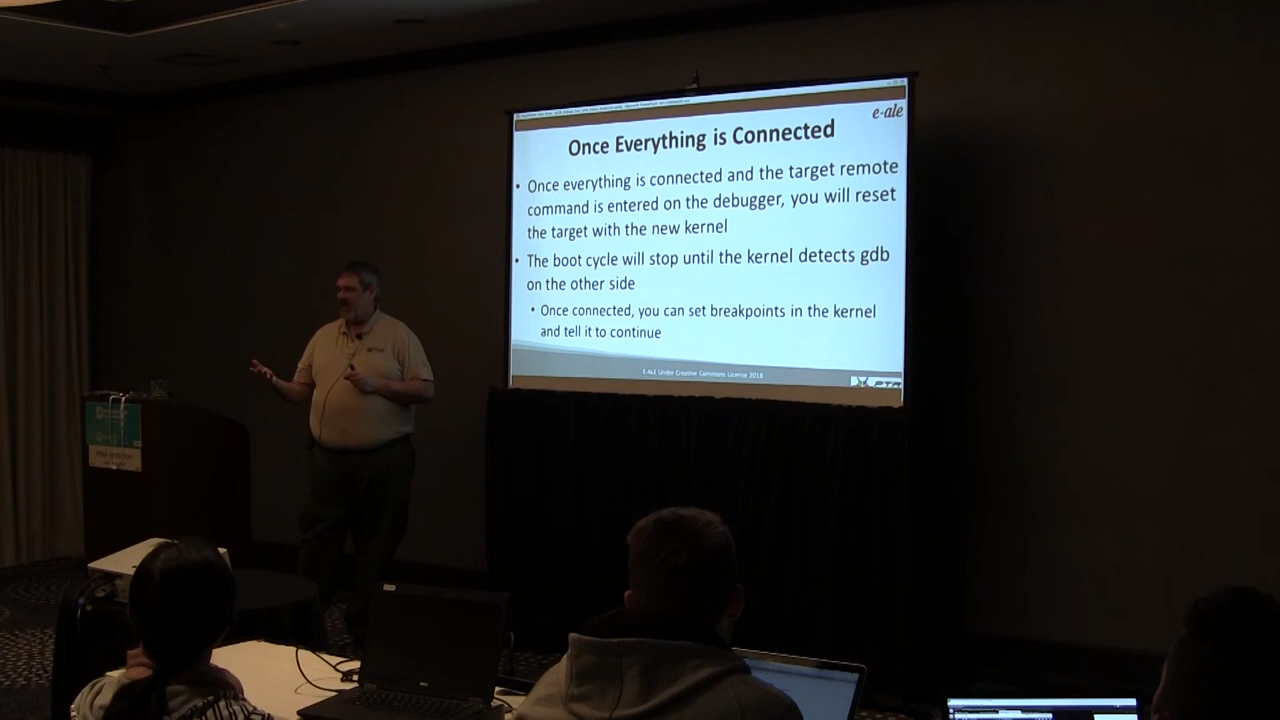 e-ale
Once Everything is Connected
• Once everything is connected and the target remote
command is entered on the debugger, you will reset
the target with the new kernel
• The boot cycle will stop until the kernel detects gdb
on the other side
• Once connected, you can set breakpoints in the kernel
and tell it to continue
E-ALE Under Creative Commons License 2018
PTR